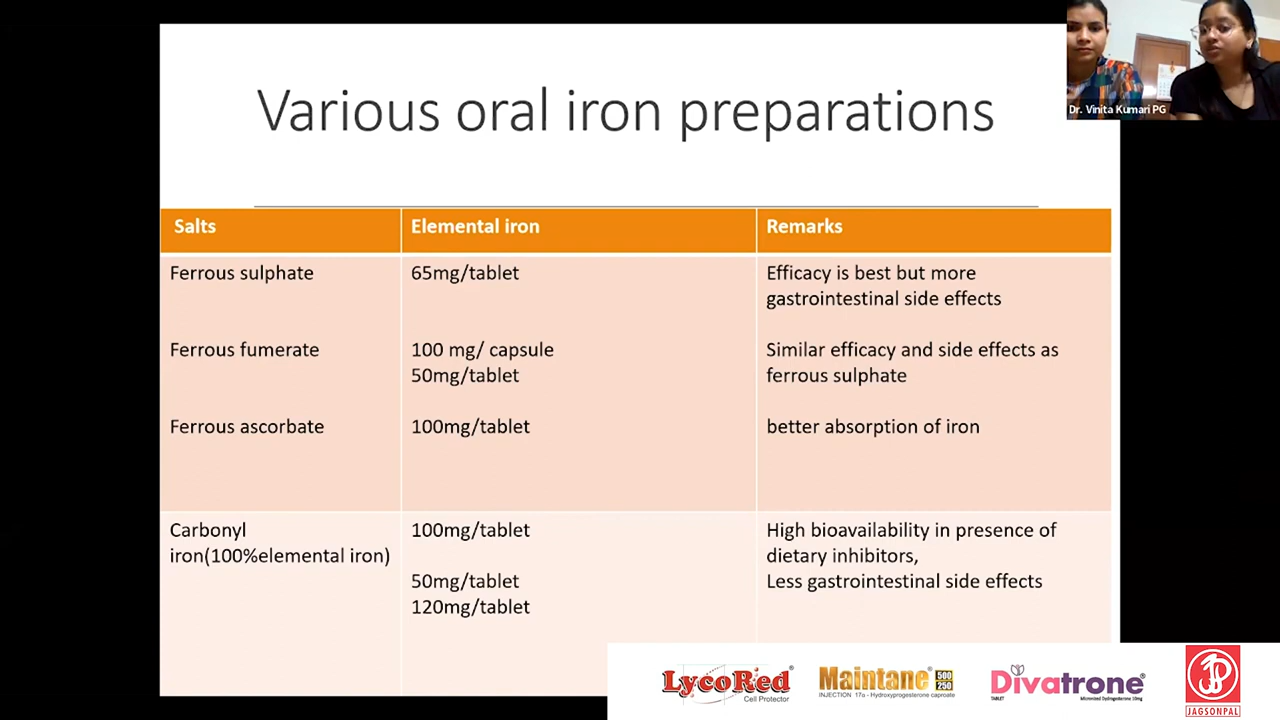 Various oral iron preparations
Dr. Vinita Kumari PG
Salts
Elemental iron
Remarks
Ferrous sulphate
65mg/tablet
Efficacy is best but more
gastrointestinal side effects
Ferrous fumerate
100 mg/ capsule
50mg/tablet
Similar efficacy and side effects as
ferrous sulphate
Ferrous ascorbate
100mg/tablet
better absorption of iron
Carbonyl
iron(100%elemental iron)
100mg/tablet
50mg/tablet
120mg/tablet
High bioavailability in presence of
dietary inhibitors,
Less gastrointestinal side effects
LycoRed®
Cell Protector
Maintane® 500 250
INJECTION 17α - Hydroxyprogesterone caproate
Divatrone®
TABLET Micronized Dydrogesterone 10mg
JAGSONPAL